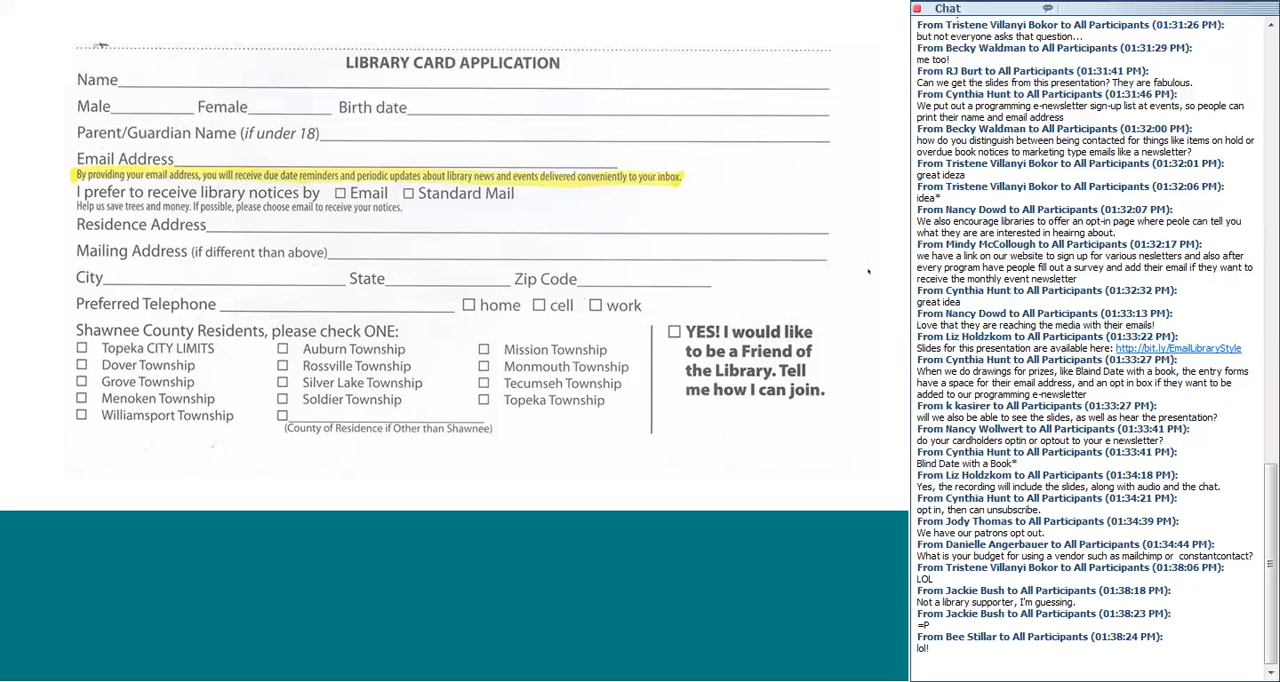 LIBRARY CARD APPLICATION
Name
Male Female Birth date
Parent/Guardian Name (if under 18)
Email Address
By providing your email address, you will receive due date reminders and periodic updates about library news and events delivered conveniently to your inbox.
I prefer to receive library notices by Email Standard Mail
Help us save trees and money. If possible, please choose email to receive your notices.
Residence Address
Mailing Address (if different than above)
City State Zip Code
Preferred Telephone home cell work
Shawnee County Residents, please check ONE:
Topeka CITY LIMITS Auburn Township Mission Township
Dover Township Rossville Township Monmouth Township
Grove Township Silver Lake Township Tecumseh Township
Menoken Township Soldier Township Topeka Township
Williamsport Township
(County of Residence if Other than Shawnee)
YES! I would like
to be a Friend of
the Library. Tell
me how I can join.
Chat
From Tristene Villanyi Bokor to All Participants (01:31:26 PM):
but not everyone asks that question...
From Becky Waldman to All Participants (01:31:29 PM):
me too!
From RJ Burt to All Participants (01:31:41 PM):
Can we get the slides from this presentation? They are fabulous.
From Cynthia Hunt to All Participants (01:31:46 PM):
We put out a programming e-newsletter sign-up list at events, so people can
print their name and email address
From Becky Waldman to All Participants (01:32:00 PM):
how do you distinguish between being contacted for things like items on hold or
overdue book notices to marketing type emails like a newsletter?
From Tristene Villanyi Bokor to All Participants (01:32:01 PM):
great ideza
From Tristene Villanyi Bokor to All Participants (01:32:06 PM):
idea*
From Nancy Dowd to All Participants (01:32:07 PM):
We also encourage libraries to offer an opt-in page where peole can tell you
what they are are interested in heairng about.
From Mindy McCollough to All Participants (01:32:17 PM):
we have a link on our website to sign up for various nesletters and also after
every program have people fill out a survey and add their email if they want to
receive the monthly event newsletter
From Cynthia Hunt to All Participants (01:32:32 PM):
great idea
From Nancy Dowd to All Participants (01:33:13 PM):
Love that they are reaching the media with their emails!
From Liz Holdzkom to All Participants (01:33:22 PM):
Slides for this presentation are available here: http://bit.ly/EmailLibraryStyle
From Cynthia Hunt to All Participants (01:33:27 PM):
When we do drawings for prizes, like Blaind Date with a book, the entry forms
have a space for their email address, and an opt in box if they want to be
added to our programming e-newsletter
From k kasirer to All Participants (01:33:27 PM):
will we also be able to see the slides, as well as hear the presentation?
From Nancy Wollwert to All Participants (01:33:41 PM):
do your cardholders optin or optout to your e newsletter?
From Cynthia Hunt to All Participants (01:33:41 PM):
Blind Date with a Book*
From Liz Holdzkom to All Participants (01:34:18 PM):
Yes, the recording will include the slides, along with audio and the chat.
From Cynthia Hunt to All Participants (01:34:21 PM):
opt in, then can unsubscribe.
From Jody Thomas to All Participants (01:34:39 PM):
We have our patrons opt out.
From Danielle Angerbauer to All Participants (01:34:44 PM):
What is your budget for using a vendor such as mailchimp or constantcontact?
From Tristene Villanyi Bokor to All Participants (01:38:06 PM):
LOL
From Jackie Bush to All Participants (01:38:18 PM):
Not a library supporter, I'm guessing.
From Jackie Bush to All Participants (01:38:23 PM):
=P
From Bee Stillar to All Participants (01:38:24 PM):
lol!